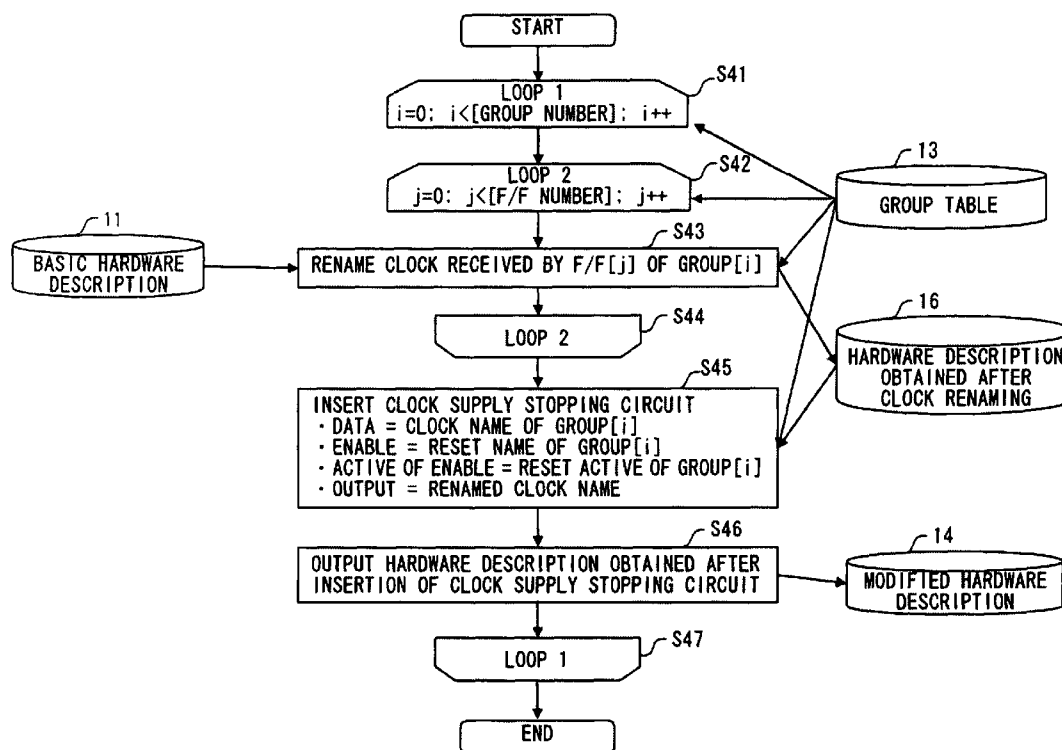 START
S41
LOOP 1
i=0: i<[GROUP NUMBER]: i++
S42
LOOP 2
j=0: j<[F/F NUMBER]: j++
13
GROUP TABLE
11
BASIC HARDWARE
DESCRIPTION
S43
RENAME CLOCK RECEIVED BY F/F[j] OF GROUP[i]
S44
LOOP 2
16
HARDWARE DESCRIPTION
OBTAINED AFTER
CLOCK RENAMING
S45
INSERT CLOCK SUPPLY STOPPING CIRCUIT
・DATA = CLOCK NAME OF GROUP[i]
・ENABLE = RESET NAME OF GROUP[i]
・ACTIVE OF ENABLE = RESET ACTIVE OF GROUP[i]
・OUTPUT = RENAMED CLOCK NAME
S46
OUTPUT HARDWARE DESCRIPTION OBTAINED AFTER
INSERTION OF CLOCK SUPPLY STOPPING CIRCUIT
14
MODIFIED HARDWARE
DESCRIPTION
S47
LOOP 1
END